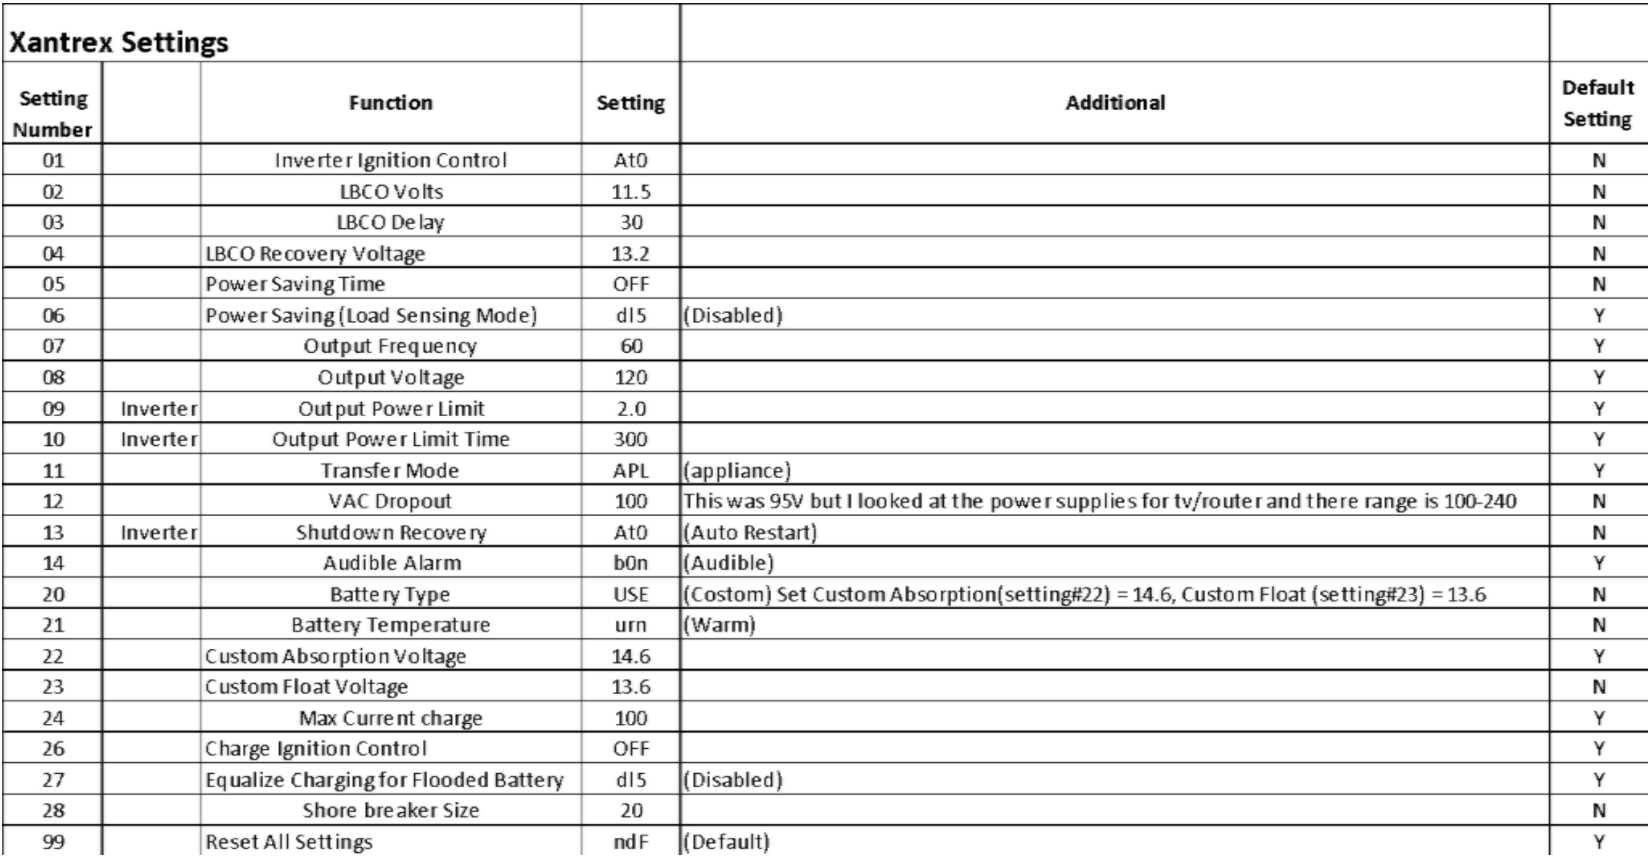 Xantrex Settings
Setting Number Function Setting Additional Default Setting
01 Inverter Ignition Control At0 N
02 LBCO Volts 11.5 N
03 LBCO Delay 30 N
04 LBCO Recovery Voltage 13.2 N
05 Power Saving Time OFF N
06 Power Saving (Load Sensing Mode) dI5 (Disabled) Y
07 Output Frequency 60 Y
08 Output Voltage 120 Y
09 Inverter Output Power Limit 2.0 Y
10 Inverter Output Power Limit Time 300 Y
11 Transfer Mode APL (appliance) Y
12 VAC Dropout 100 This was 95V but I looked at the power supplies for tv/router and there range is 100-240 N
13 Inverter Shutdown Recovery At0 (Auto Restart) N
14 Audible Alarm b0n (Audible) Y
20 Battery Type USE (Costom) Set Custom Absorption(setting#22) = 14.6, Custom Float (setting#23) = 13.6 N
21 Battery Temperature urn (Warm) N
22 Custom Absorption Voltage 14.6 Y
23 Custom Float Voltage 13.6 N
24 Max Current charge 100 Y
26 Charge Ignition Control OFF Y
27 Equalize Charging for Flooded Battery dI5 (Disabled) Y
28 Shore breaker Size 20 N
99 Reset All Settings ndF (Default) Y